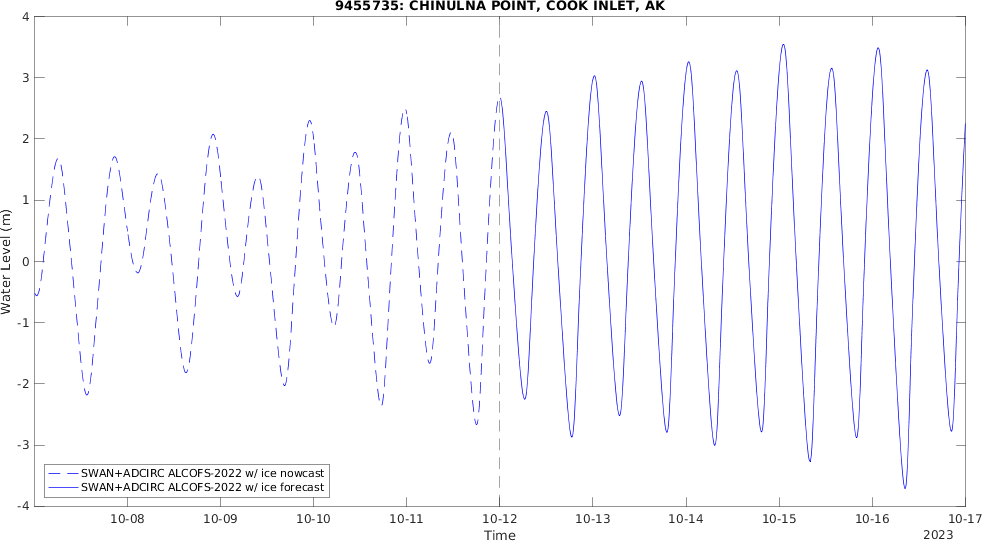 9455735: CHINULNA POINT, COOK INLET, AK
4
3
2
1
0
-1
-2
-3
-4
Water Level (m)
SWAN+ADCIRC ALCOFS-2022 w/ ice nowcast
SWAN+ADCIRC ALCOFS-2022 w/ ice forecast
10-08 10-09 10-10 10-11 10-12 10-13 10-14 10-15 10-16 10-17
Time
2023